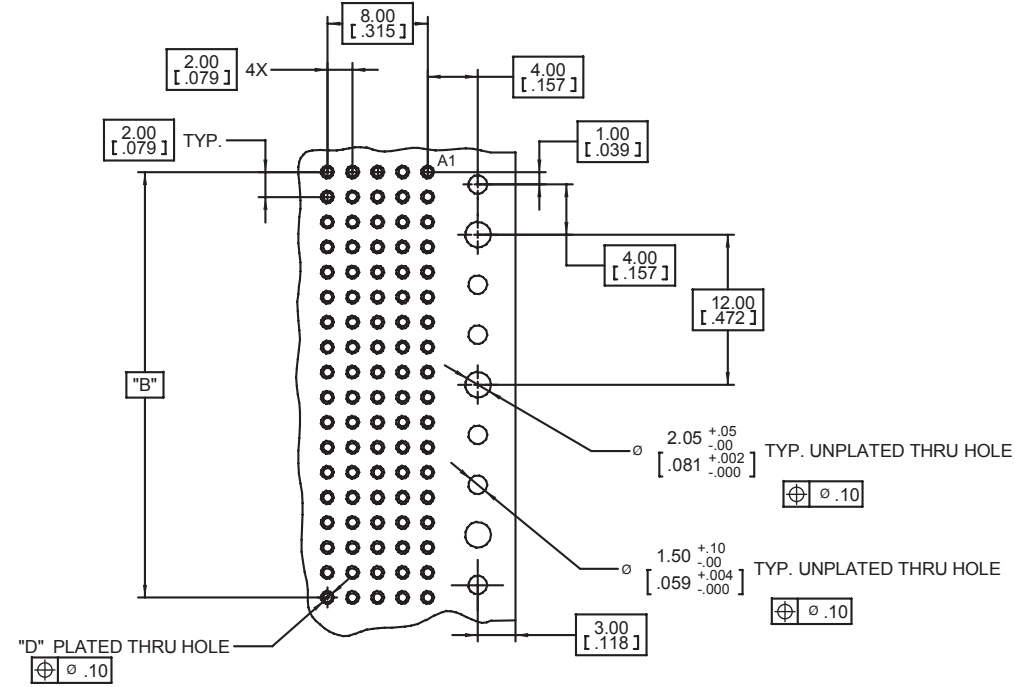 8.00
[ .315 ]
2.00
[ .079 ]
4X
4.00
[ .157 ]
2.00
[ .079 ]
TYP.
1.00
[ .039 ]
A1
4.00
[ .157 ]
12.00
[ .472 ]
"B"
Ø 2.05 +.05 -.00
[ .081 +.002 -.000 ]
TYP. UNPLATED THRU HOLE
⌖ Ø .10
Ø 1.50 +.10 -.00
[ .059 +.004 -.000 ]
TYP. UNPLATED THRU HOLE
⌖ Ø .10
3.00
[ .118 ]
"D" PLATED THRU HOLE
⌖ Ø .10